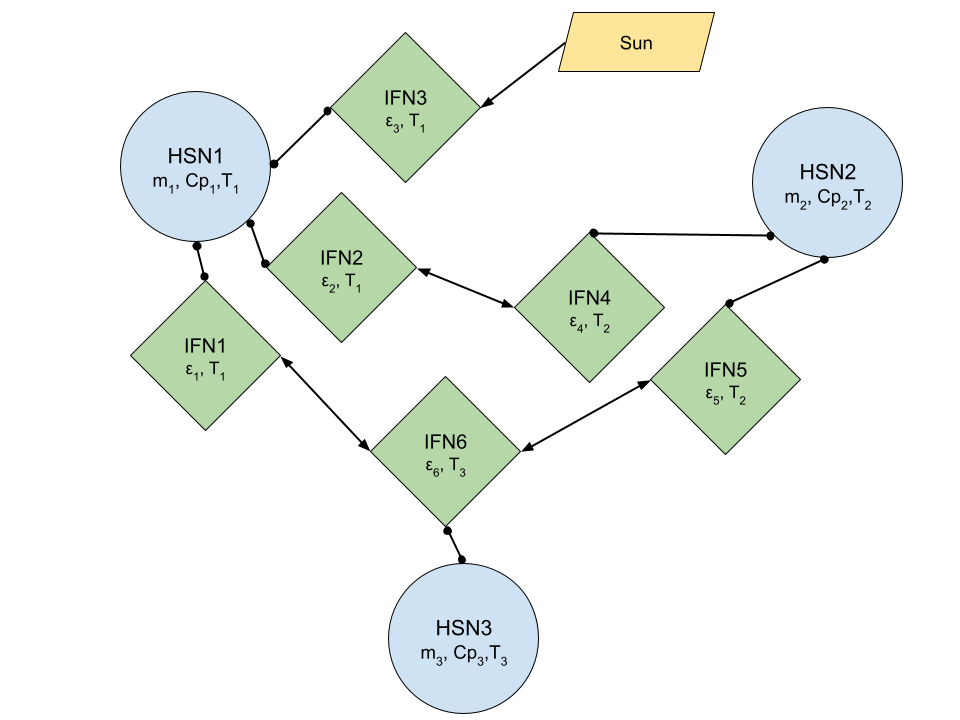 Sun
IFN3
ε₃, T₁
HSN1
m₁, Cp₁,T₁
HSN2
m₂, Cp₂,T₂
IFN2
ε₂, T₁
IFN4
ε₄, T₂
IFN1
ε₁, T₁
IFN5
ε₅, T₂
IFN6
ε₆, T₃
HSN3
m₃, Cp₃,T₃